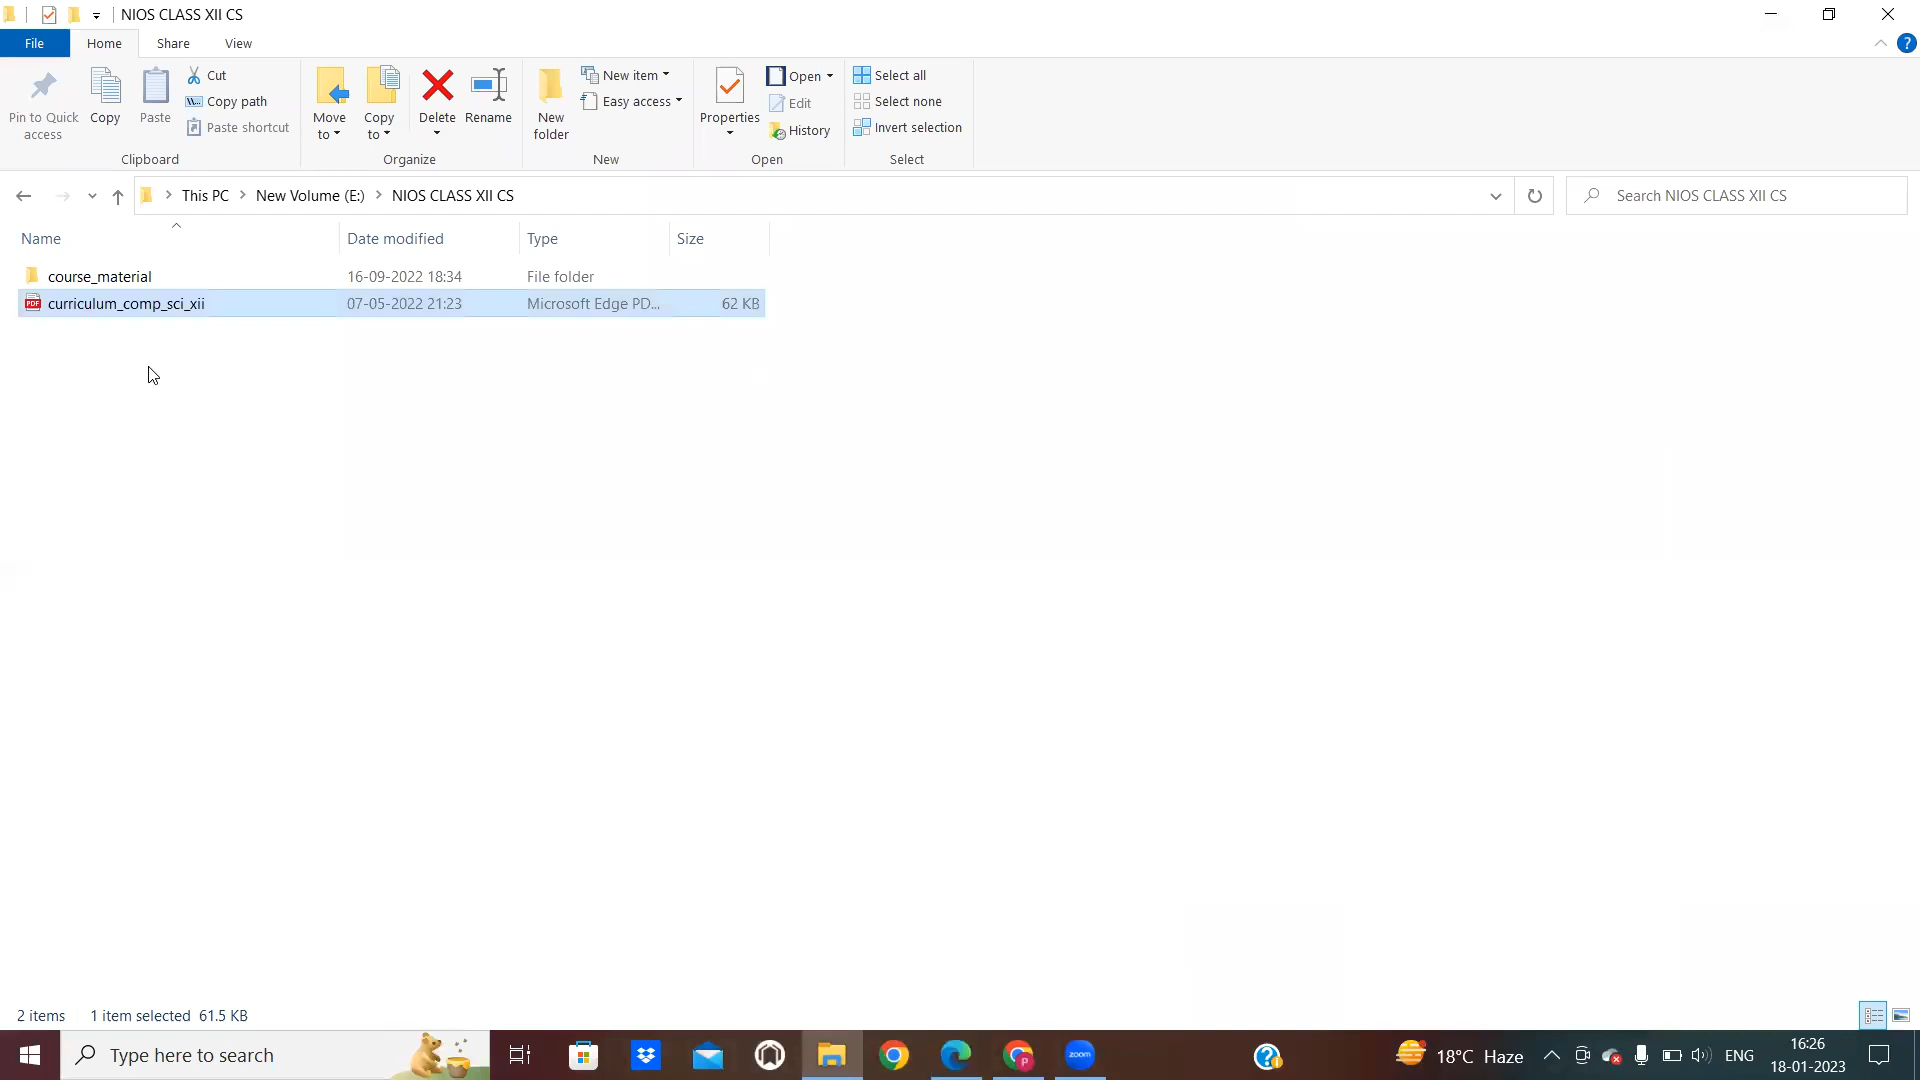 NIOS CLASS XII CS
File Home Share View
Pin to Quick access
Copy
Paste
Cut
Copy path
Paste shortcut
Clipboard
Move to
Copy to
Delete
Rename
Organize
New folder
New item
Easy access
New
Properties
Open
Edit
History
Open
Select all
Select none
Invert selection
Select
This PC > New Volume (E:) > NIOS CLASS XII CS
Search NIOS CLASS XII CS
Name Date modified Type Size
course_material 16-09-2022 18:34 File folder
PDF curriculum_comp_sci_xii 07-05-2022 21:23 Microsoft Edge PD... 62 KB
2 items 1 item selected 61.5 KB
Type here to search
zoom
18°C Haze
ENG
16:26
18-01-2023